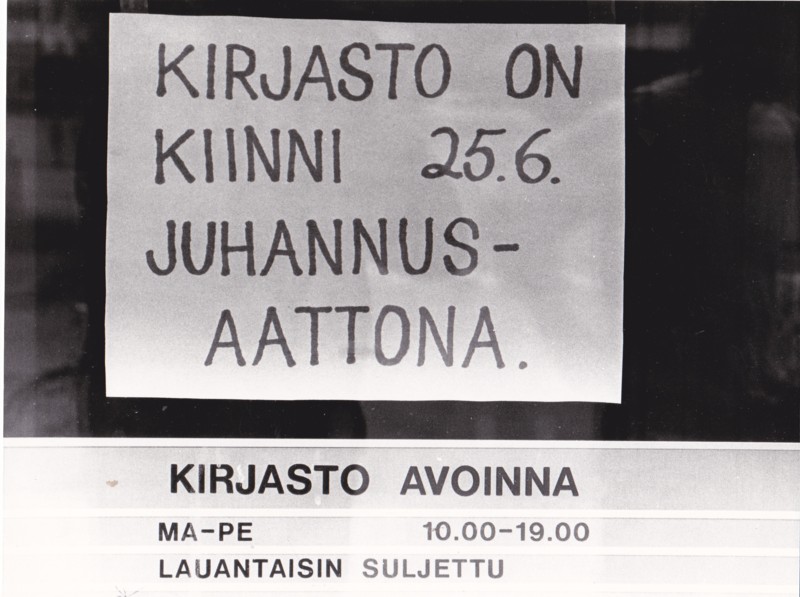 KIRJASTO ON
KIINNI 25.6.
JUHANNUS-
AATTONA.
KIRJASTO AVOINNA
MA-PE 10.00-19.00
LAUANTAISIN SULJETTU